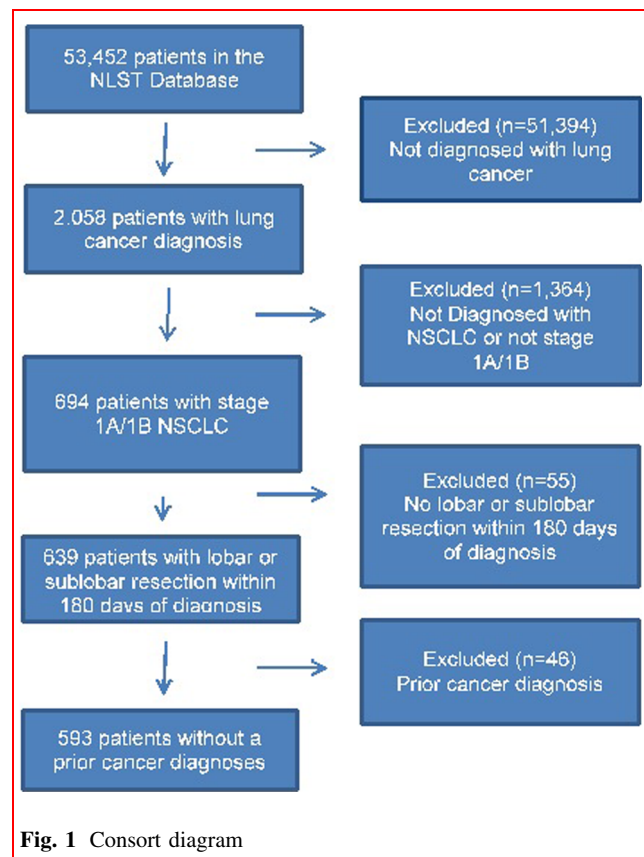 53,452 patients in the
NLST Database
Excluded (n=51,394)
Not diagnosed with lung
cancer
2.058 patients with lung
cancer diagnosis
Excluded (n=1,364)
Not Diagnosed with
NSCLC or not stage
1A/1B
694 patients with stage
1A/1B NSCLC
Excluded (n=55)
No lobar or sublobar
resection within 180 days
of diagnosis
639 patients with lobar or
sublobar resection within
180 days of diagnosis
Excluded (n=46)
Prior cancer diagnosis
593 patients without a
prior cancer diagnoses
Fig. 1 Consort diagram